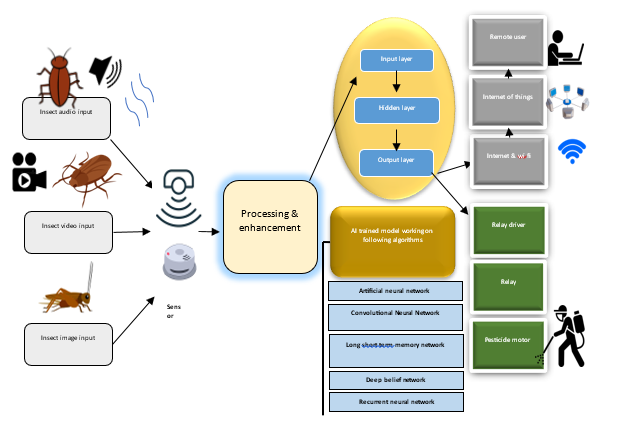 Insect audio input
Insect video input
Insect image input
Sens
or
Processing &
enhancement
Input layer
Hidden layer
Output layer
AI trained model working on
following algorithms
Artificial neural network
Convolutional Neural Network
Long short term memory network
Deep belief network
Recurrent neural network
Remote user
Internet of things
Internet & wifi
Relay driver
Relay
Pesticide motor